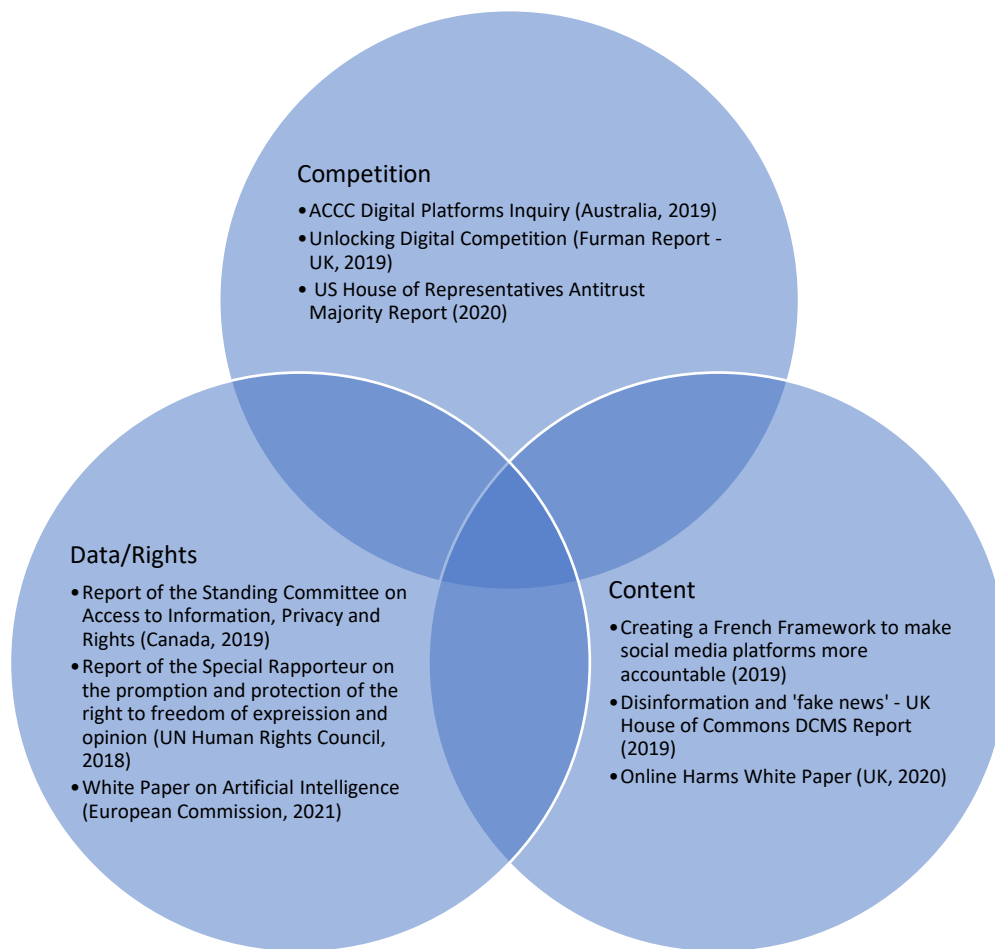 Competition
•ACCC Digital Platforms Inquiry (Australia, 2019)
•Unlocking Digital Competition (Furman Report -
UK, 2019)
• US House of Representatives Antitrust
Majority Report (2020)
Data/Rights
•Report of the Standing Committee on
Access to Information, Privacy and
Rights (Canada, 2019)
•Report of the Special Rapporteur on
the promption and protection of the
right to freedom of expreission and
opinion (UN Human Rights Council,
2018)
•White Paper on Artificial Intelligence
(European Commission, 2021)
Content
•Creating a French Framework to make
social media platforms more
accountable (2019)
•Disinformation and 'fake news' - UK
House of Commons DCMS Report
(2019)
•Online Harms White Paper (UK, 2020)